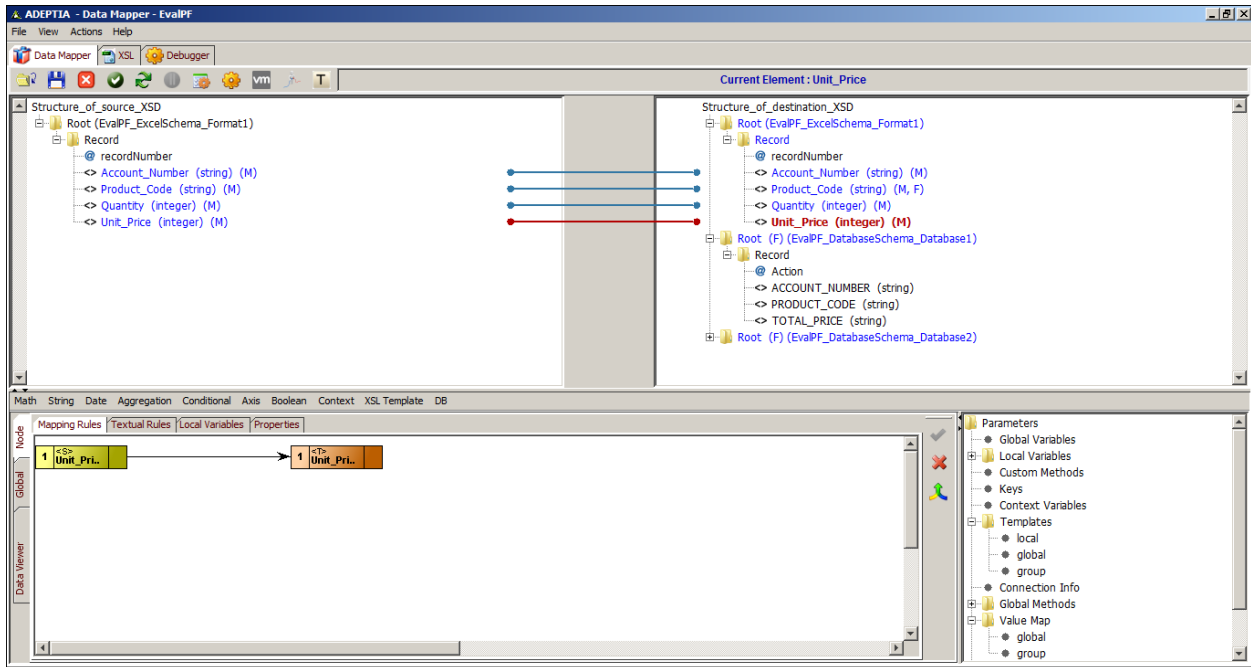 ADEPTIA - Data Mapper - EvalPF
File View Actions Help
Data Mapper XSL Debugger
vm T Current Element : Unit_Price
Structure_of_source_XSD
Root (EvalPF_ExcelSchema_Format1)
Record
@ recordNumber
<> Account_Number (string) (M)
<> Product_Code (string) (M)
<> Quantity (integer) (M)
<> Unit_Price (integer) (M)
Structure_of_destination_XSD
Root (EvalPF_ExcelSchema_Format1)
Record
@ recordNumber
<> Account_Number (string) (M)
<> Product_Code (string) (M, F)
<> Quantity (integer) (M)
<> Unit_Price (integer) (M)
Root (F) (EvalPF_DatabaseSchema_Database1)
Record
@ Action
<> ACCOUNT_NUMBER (string)
<> PRODUCT_CODE (string)
<> TOTAL_PRICE (string)
Root (F) (EvalPF_DatabaseSchema_Database2)
Math String Date Aggregation Conditional Axis Boolean Context XSL Template DB
Node
Global
Data Viewer
Mapping Rules Textual Rules Local Variables Properties
1 <S> Unit_Pri..
1 <T> Unit_Pri..
Parameters
Global Variables
Local Variables
Custom Methods
Keys
Context Variables
Templates
local
global
group
Connection Info
Global Methods
Value Map
global
group